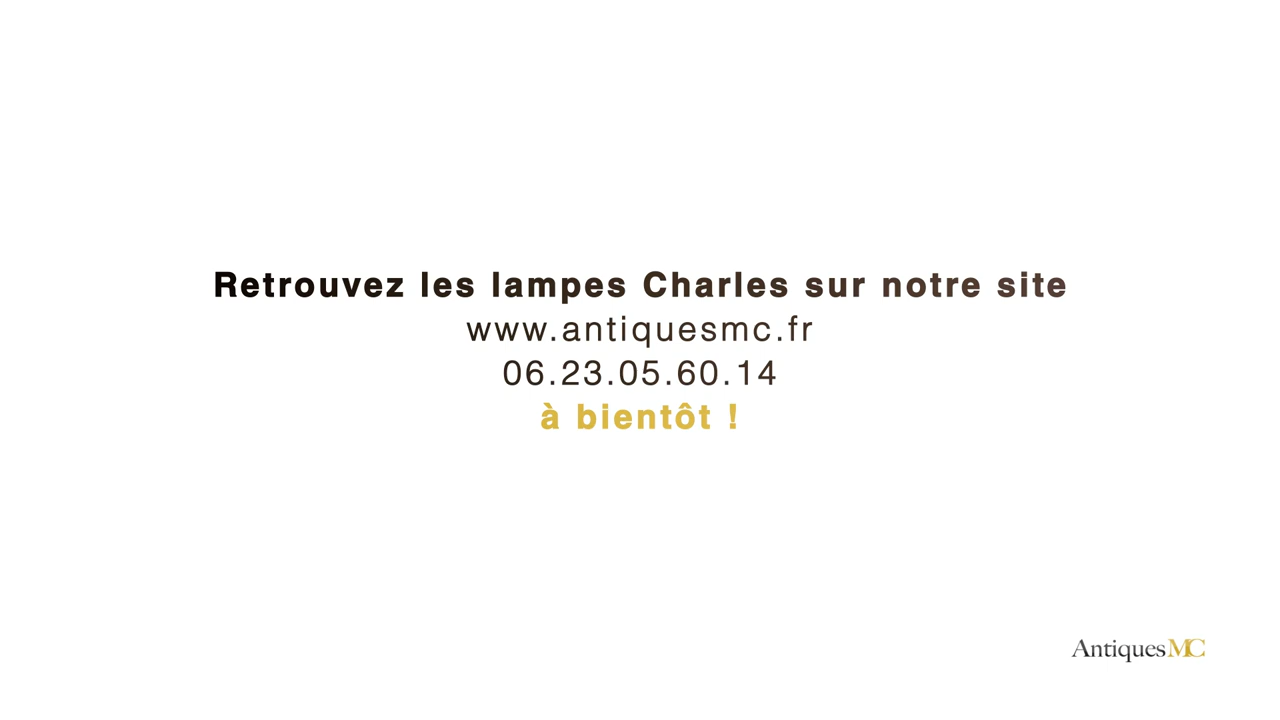 Retrouvez les lampes Charles sur notre site
www.antiquesmc.fr
06.23.05.60.14
à bientôt !
AntiquesMC